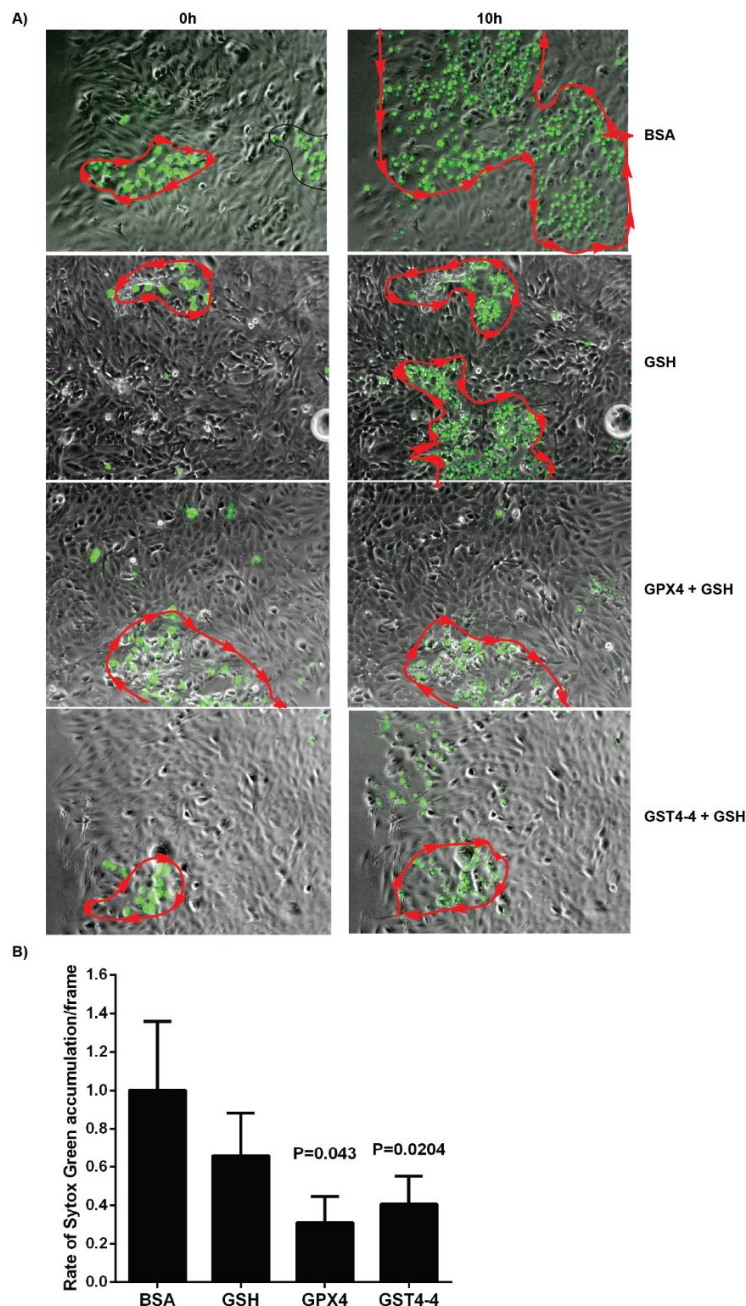 A)
0h
10h
BSA
GSH
GPX4 + GSH
GST4-4 + GSH
B)
Rate of Sytox Green accumulation/frame
1.6
1.4
1.2
1.0
0.8
0.6
0.4
0.2
0.0
P=0.043
P=0.0204
BSA
GSH
GPX4
GST4-4